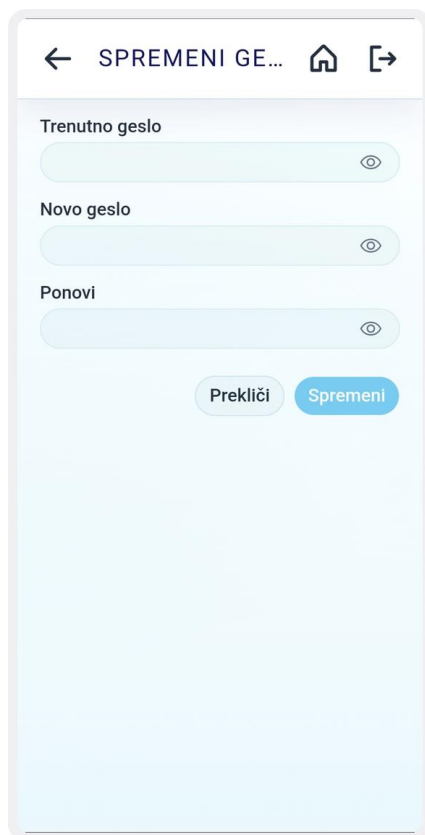 SPREMENI GE...
Trenutno geslo
Novo geslo
Ponovi
Prekliči Spremeni